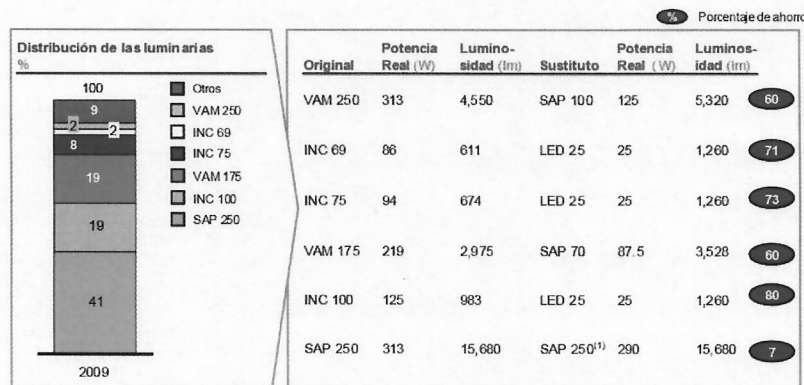 % Porcentaje de ahorro
Distribución de las luminarias
%
100
9
2
2
8
19
19
41
2009
Otros
VAM 250
INC 69
INC 75
VAM 175
INC 100
SAP 250
Original Potencia Real (W) Lumino-sidad (lm) Sustituto Potencia Real (W) Luminos-idad (lm)
VAM 250 313 4,550 SAP 100 125 5,320 60
INC 69 86 611 LED 25 25 1,260 71
INC 75 94 674 LED 25 25 1,260 73
VAM 175 219 2,975 SAP 70 87.5 3,528 60
INC 100 125 983 LED 25 25 1,260 80
SAP 250 313 15,680 SAP 250(1) 290 15,680 7